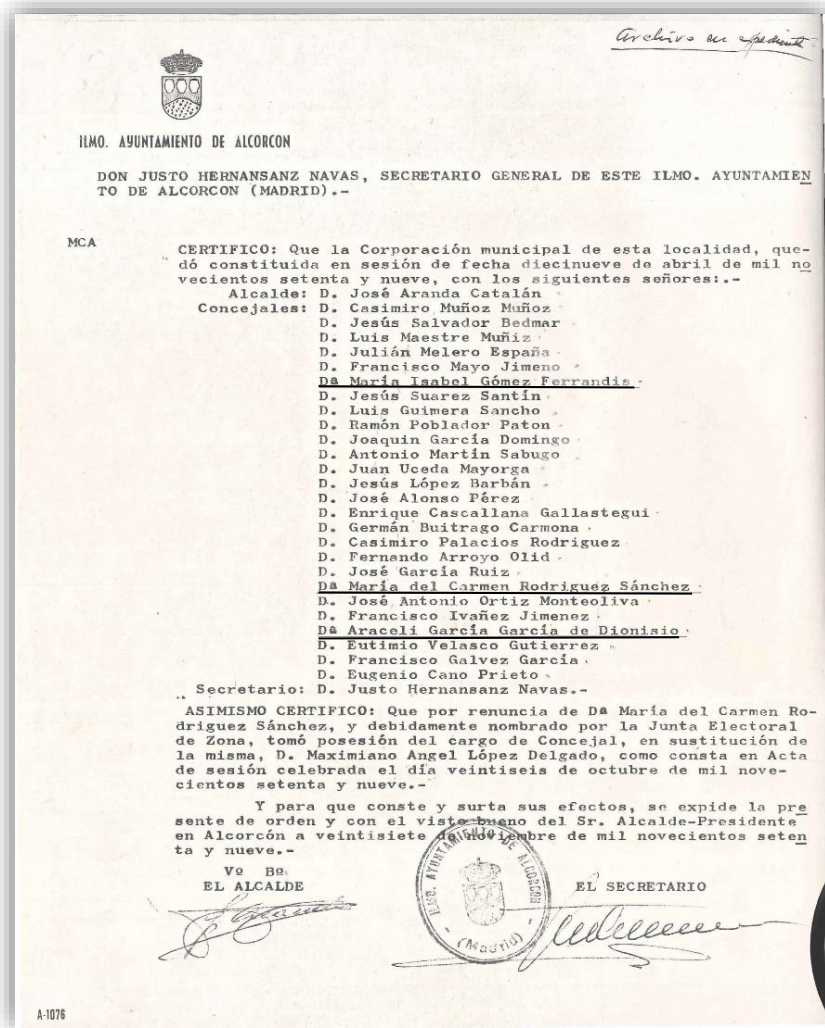 Archivo en expediente
ILMO. AYUNTAMIENTO DE ALCORCON
DON JUSTO HERNANSANZ NAVAS, SECRETARIO GENERAL DE ESTE ILMO. AYUNTAMIEN
TO DE ALCORCON (MADRID).-
MCA
CERTIFICO: Que la Corporación municipal de esta localidad, que-
dó constituida en sesión de fecha diecinueve de abril de mil no
vecientos setenta y nueve, con los siguientes señores:.-
Alcalde: D. José Aranda Catalán
Concejales: D. Casimiro Muñoz Muñoz
D. Jesús Salvador Bedmar
D. Luis Maestre Muñiz
D. Julián Melero España
D. Francisco Mayo Jimeno
Dª María Isabel Gómez Ferrandis
D. Jesús Suarez Santín
D. Luis Guimera Sancho
D. Ramón Poblador Paton
D. Joaquin García Domingo
D. Antonio Martín Sabugo
D. Juan Uceda Mayorga
D. Jesús López Barbán
D. José Alonso Pérez
D. Enrique Cascallana Gallastegui
D. Germán Buitrago Carmona
D. Casimiro Palacios Rodriguez
D. Fernando Arroyo Olid
D. José García Ruiz
Dª María del Carmen Rodriguez Sánchez
D. José Antonio Ortiz Monteoliva
D. Francisco Ivañez Jimenez
Dª Araceli García García de Dionisio
D. Eutimio Velasco Gutierrez
D. Francisco Galvez García
D. Eugenio Cano Prieto
Secretario: D. Justo Hernansanz Navas.-
ASIMISMO CERTIFICO: Que por renuncia de Dª María del Carmen Ro-
driguez Sánchez, y debidamente nombrado por la Junta Electoral
de Zona, tomó posesión del cargo de Concejal, en sustitución de
la misma, D. Maximiano Angel López Delgado, como consta en Acta
de sesión celebrada el día veintiseis de octubre de mil nove-
cientos setenta y nueve.-
Y para que conste y surta sus efectos, se expide la pre
sente de orden y con el visto bueno del Sr. Alcalde-Presidente
en Alcorcón a veintisiete de noviembre de mil novecientos seten
ta y nueve.-
Vº Bº
EL ALCALDE
EL SECRETARIO
ILMO. AYUNTAMIENTO DE ALCORCON
(Madrid)
A-1076